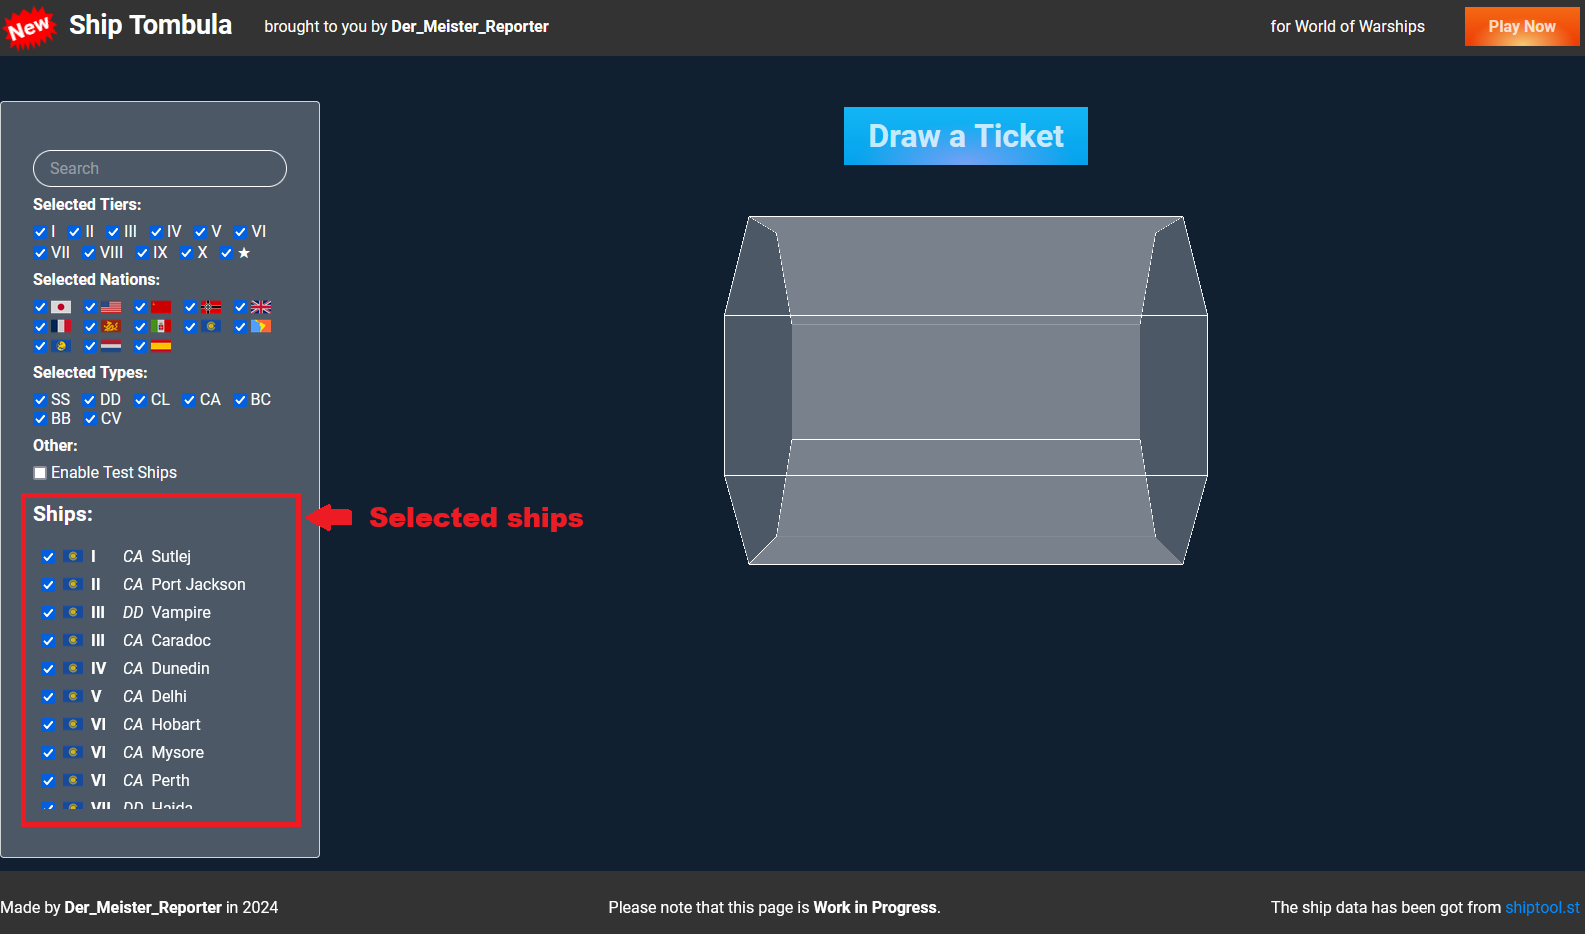 New
Ship Tombula
brought to you by Der_Meister_Reporter
for World of Warships
Play Now
Draw a Ticket
Search
Selected Tiers:
I II III IV V VI
VII VIII IX X ★
Selected Nations:
Selected Types:
SS DD CL CA BC
BB CV
Other:
Enable Test Ships
Ships:
Selected ships
I CA Sutlej
II CA Port Jackson
III DD Vampire
III CA Caradoc
IV CA Dunedin
V CA Delhi
VI CA Hobart
VI CA Mysore
VI CA Perth
VII DD Haida
Made by Der_Meister_Reporter in 2024
Please note that this page is Work in Progress.
The ship data has been got from shiptool.st